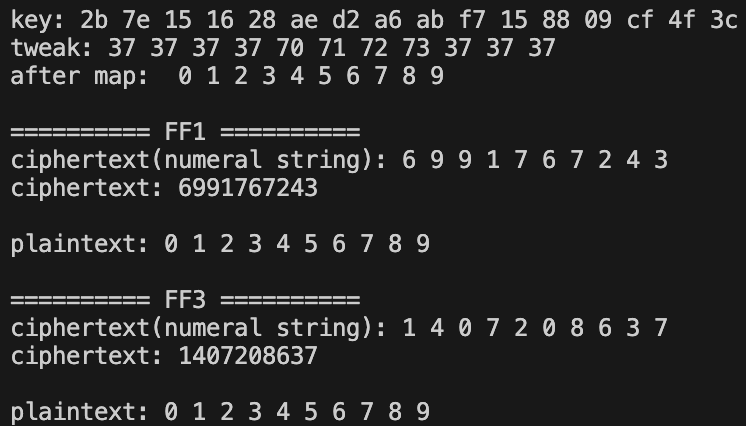 key: 2b 7e 15 16 28 ae d2 a6 ab f7 15 88 09 cf 4f 3c
tweak: 37 37 37 37 70 71 72 73 37 37 37
after map:  0 1 2 3 4 5 6 7 8 9
========== FF1 ==========
ciphertext(numeral string): 6 9 9 1 7 6 7 2 4 3
ciphertext: 6991767243
plaintext: 0 1 2 3 4 5 6 7 8 9
========== FF3 ==========
ciphertext(numeral string): 1 4 0 7 2 0 8 6 3 7
ciphertext: 1407208637
plaintext: 0 1 2 3 4 5 6 7 8 9